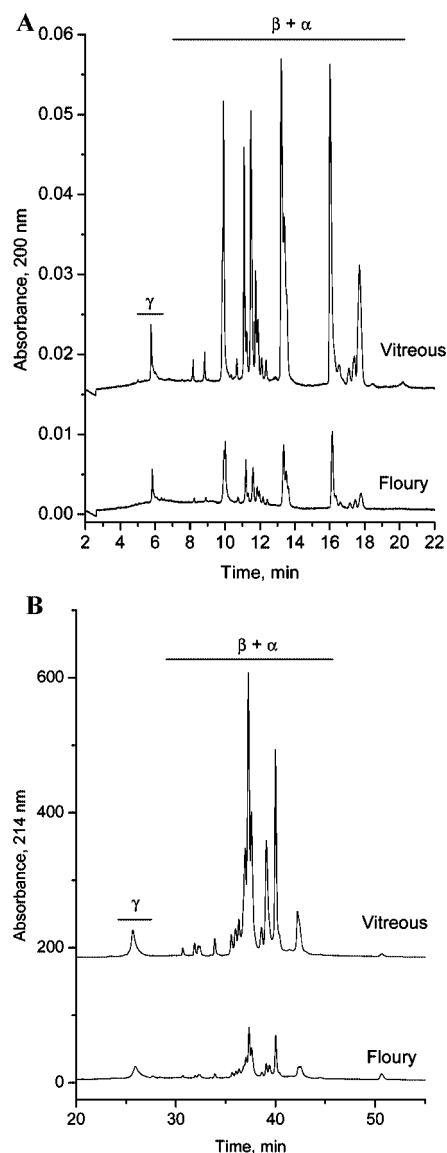 A
β + α
0.06
0.05
0.04
0.03
0.02
0.01
0.00
Absorbance, 200 nm
γ
Vitreous
Floury
2 4 6 8 10 12 14 16 18 20 22
Time, min
B
β + α
600
400
200
0
Absorbance, 214 nm
γ
Vitreous
Floury
20 30 40 50
Time, min